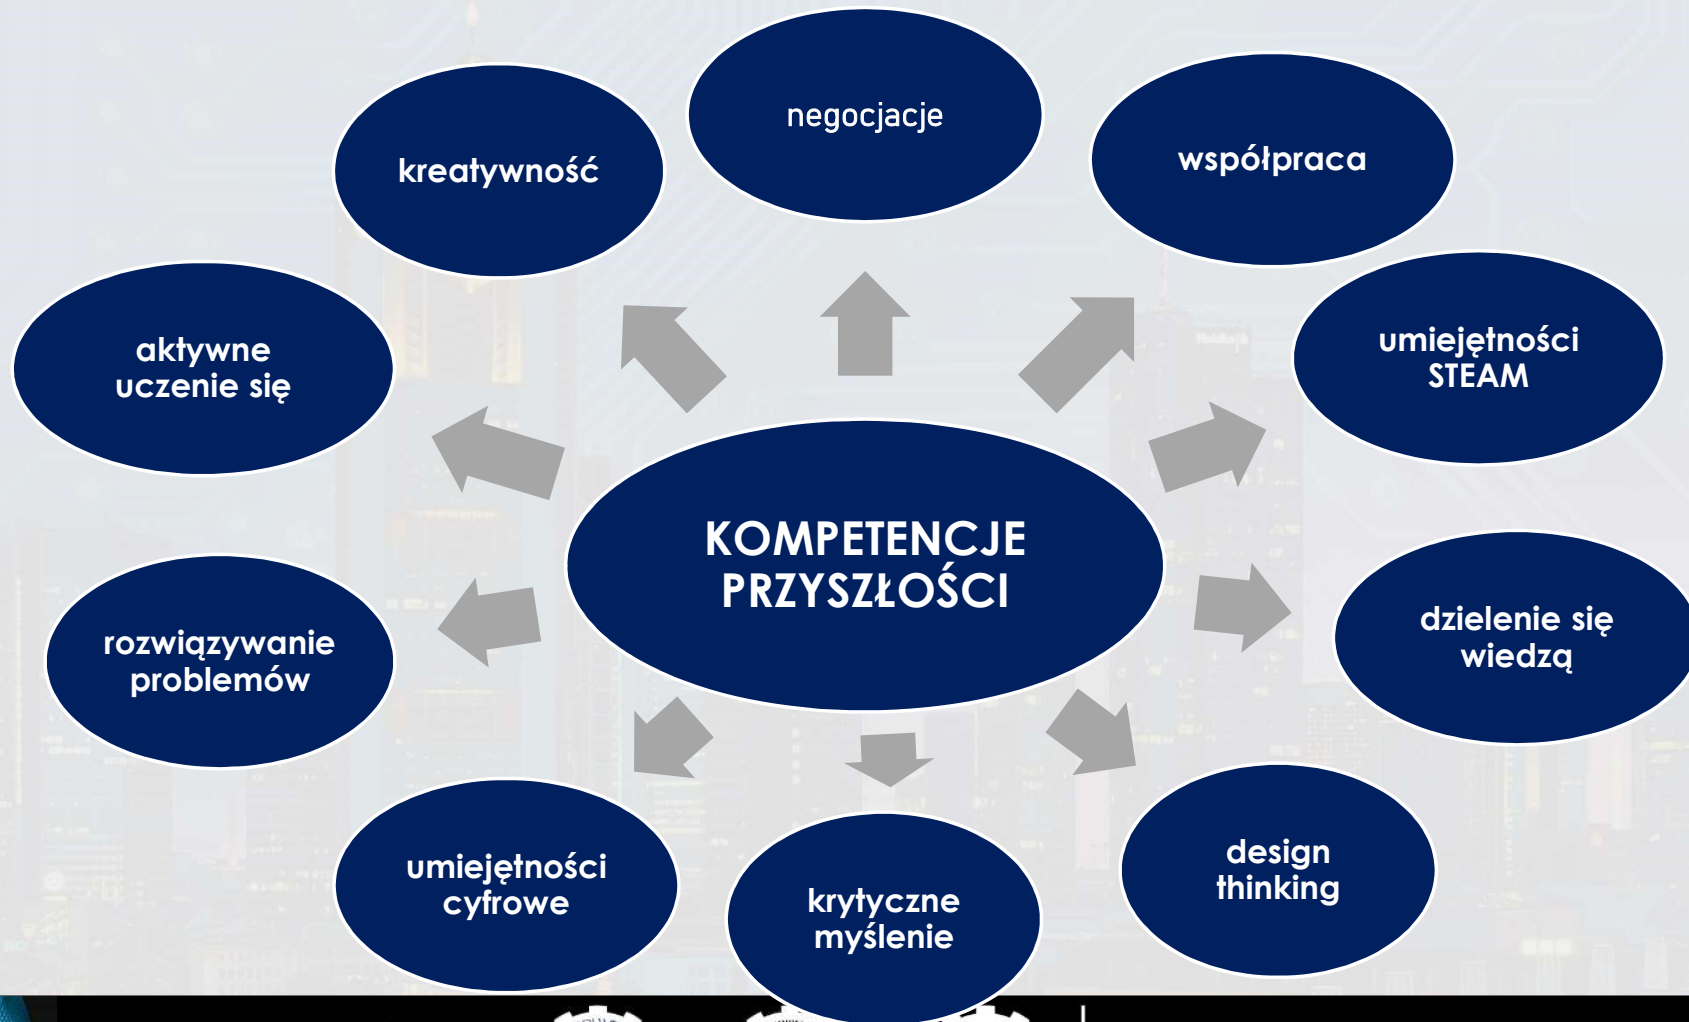 negocjacje
kreatywność
współpraca
aktywne
uczenie się
umiejętności
STEAM
KOMPETENCJE
PRZYSZŁOŚCI
rozwiązywanie
problemów
dzielenie się
wiedzą
umiejętności
cyfrowe
krytyczne
myślenie
design
thinking